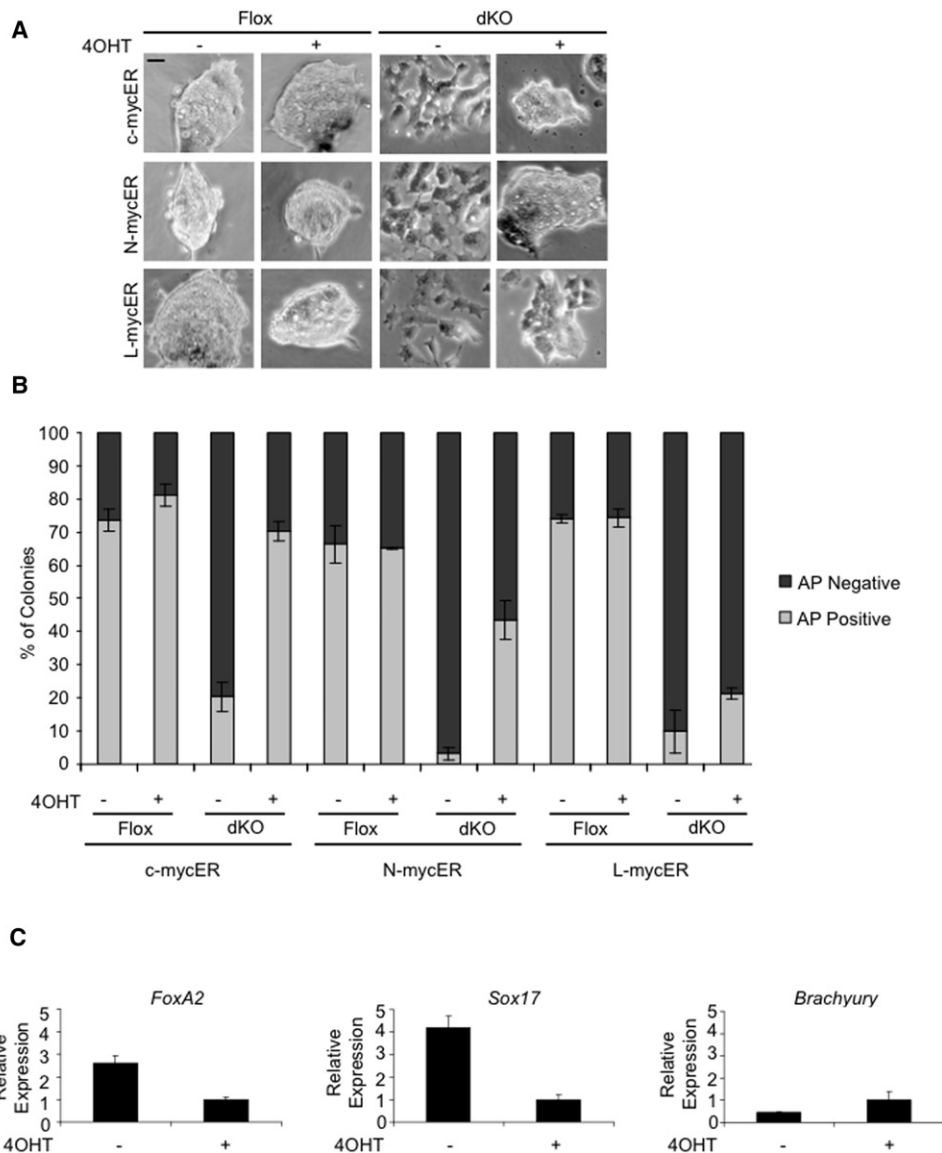 A
Flox dKO
4OHT - + - +
c-mycER
N-mycER
L-mycER
B
% of Colonies
100
90
80
70
60
50
40
30
20
10
0
AP Negative
AP Positive
4OHT - + - + - + - + - + - +
Flox dKO Flox dKO Flox dKO
c-mycER N-mycER L-mycER
C
FoxA2 Sox17 Brachyury
Relative Expression
5
4
3
2
1
0
4OHT - +
Relative Expression
5
4
3
2
1
0
4OHT - +
Relative Expression
5
4
3
2
1
0
4OHT - +